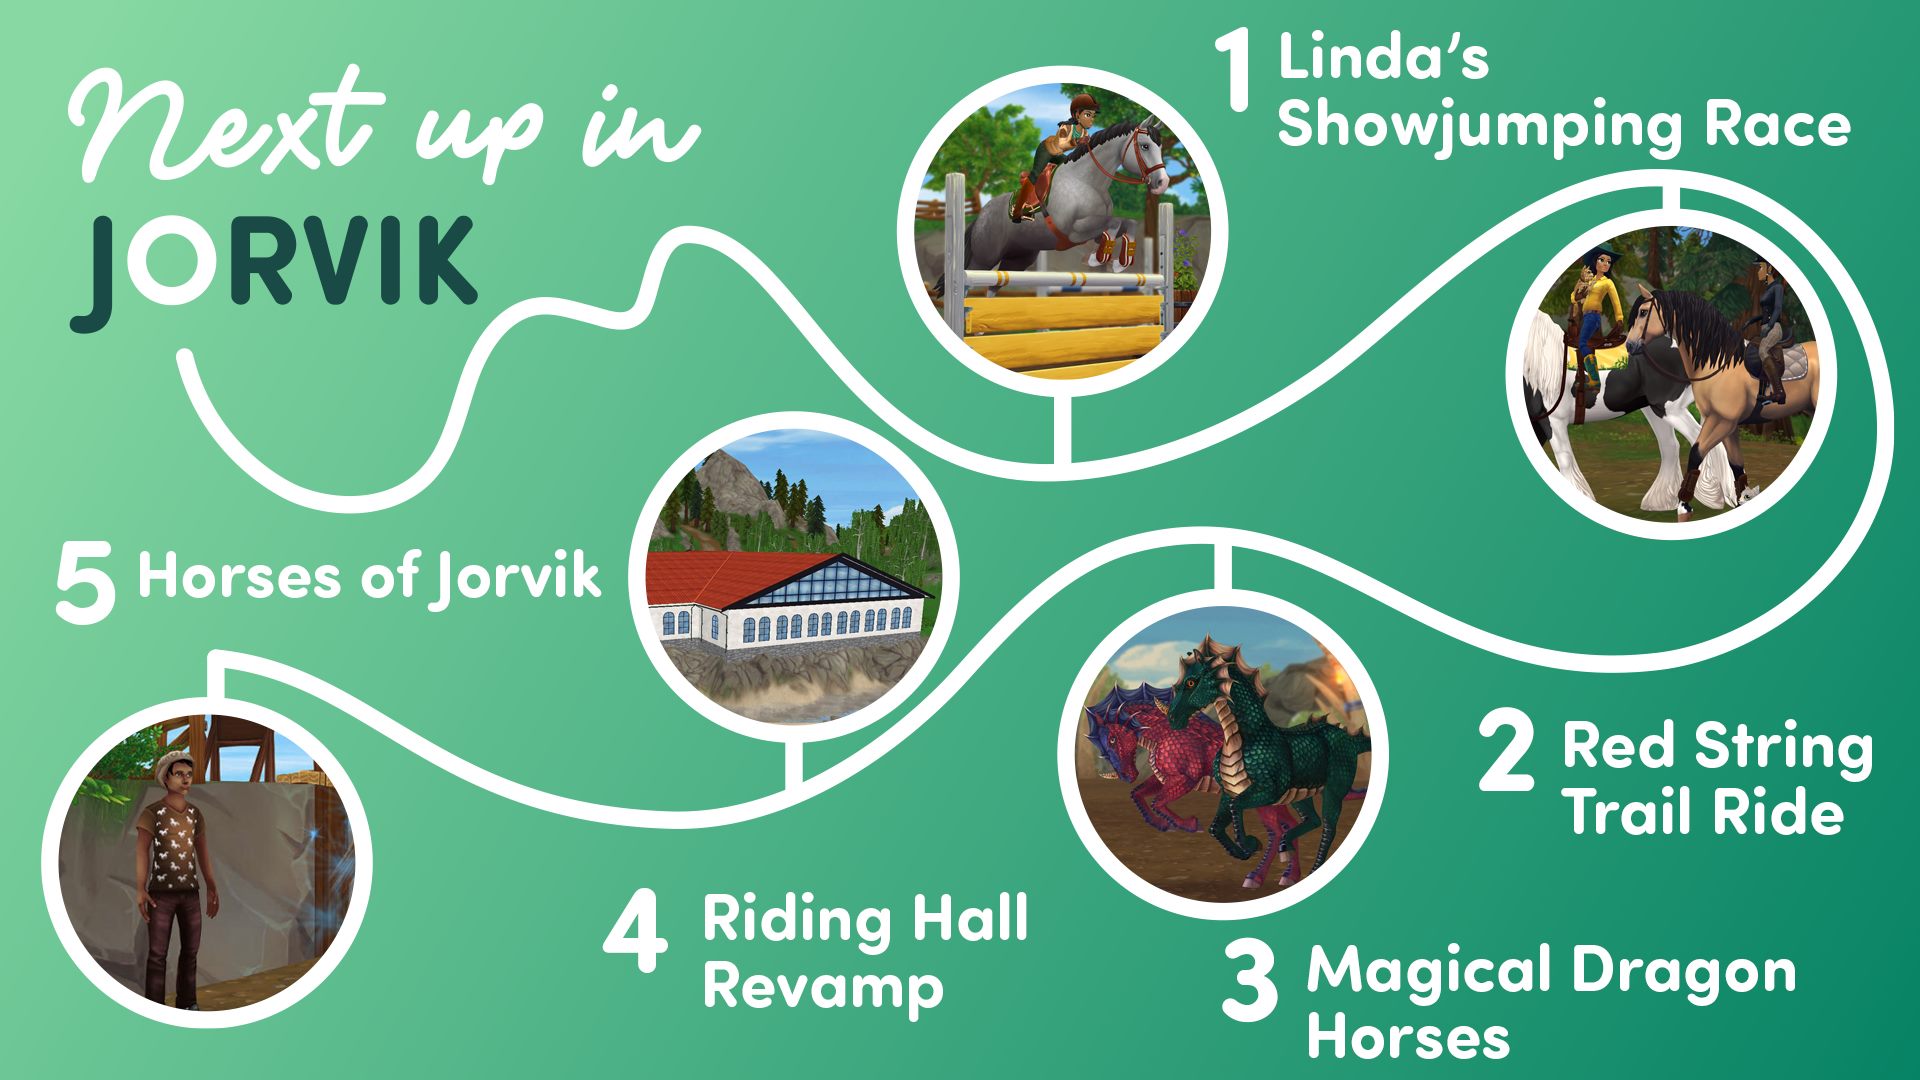 Next up in
JORVIK
1 Linda's
Showjumping Race
2 Red String
Trail Ride
3 Magical Dragon
Horses
4 Riding Hall
Revamp
5 Horses of Jorvik